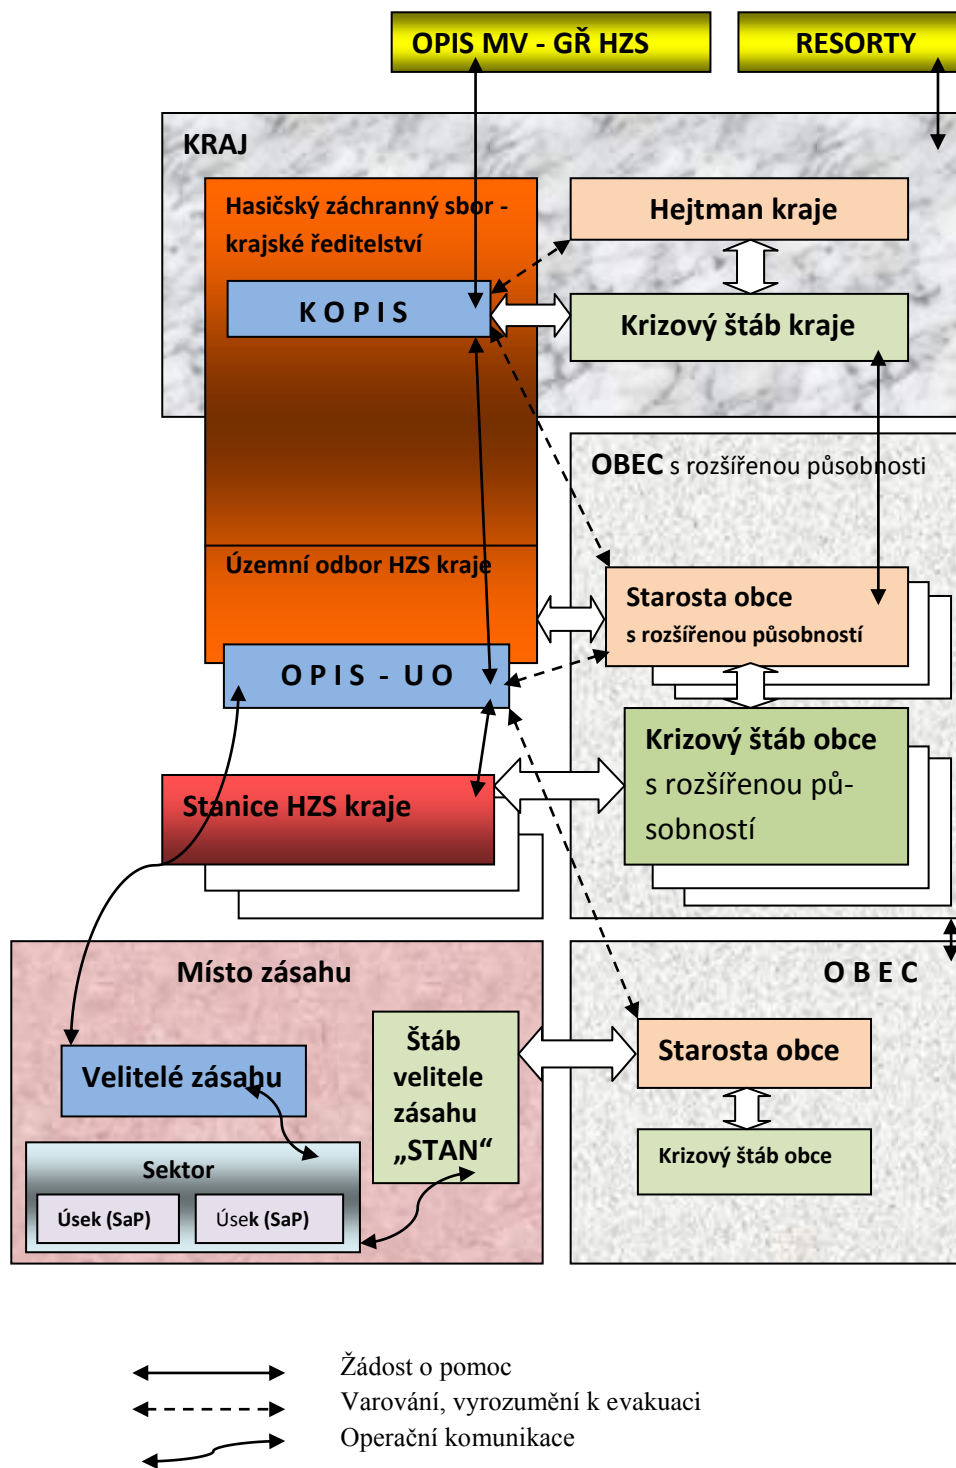 OPIS MV - GŘ HZS
RESORTY
KRAJ
Hasičský záchranný sbor -
krajské ředitelství
Hejtman kraje
K O P I S
Krizový štáb kraje
OBEC s rozšířenou působnosti
Územní odbor HZS kraje
Starosta obce
s rozšířenou působností
O P I S - U O
Krizový štáb obce
s rozšířenou pů-
sobností
Stanice HZS kraje
Místo zásahu
O B E C
Štáb
velitele
zásahu
„STAN“
Starosta obce
Velitelé zásahu
Krizový štáb obce
Sektor
Úsek (SaP)
Úsek (SaP)
Žádost o pomoc
Varování, vyrozumění k evakuaci
Operační komunikace